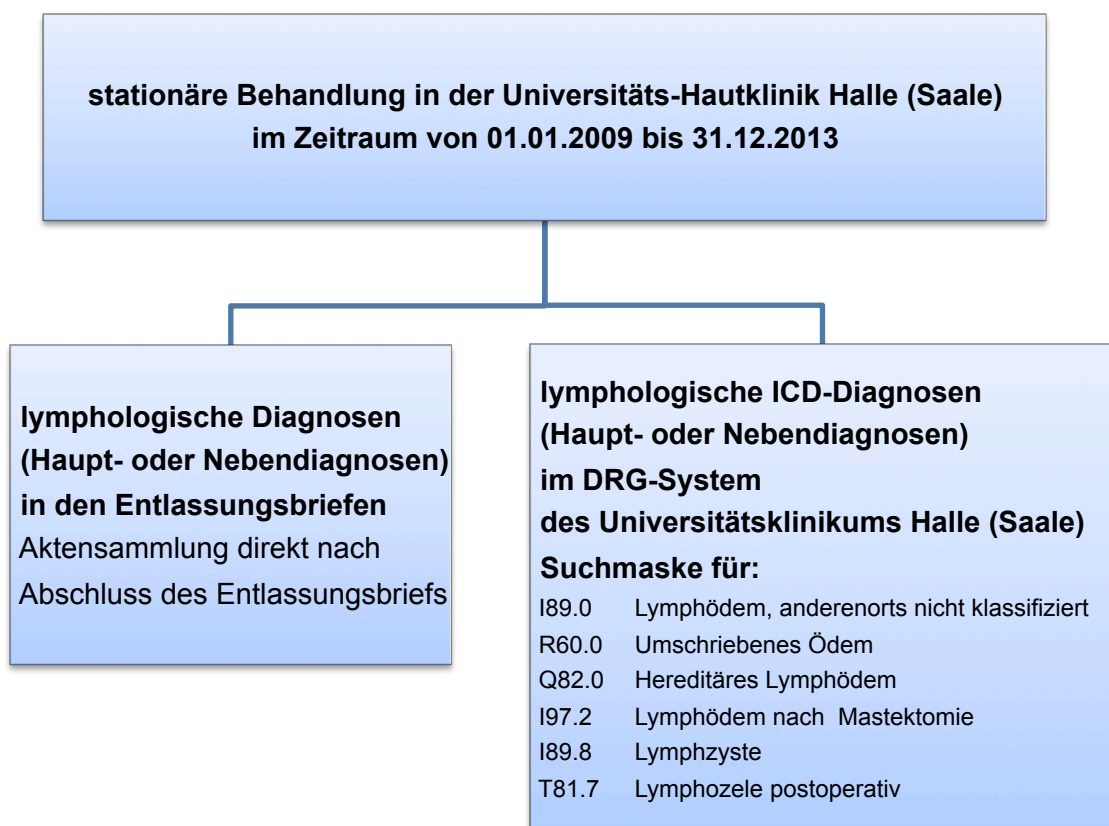 stationäre Behandlung in der Universitäts-Hautklinik Halle (Saale)
im Zeitraum von 01.01.2009 bis 31.12.2013
lymphologische Diagnosen
(Haupt- oder Nebendiagnosen)
in den Entlassungsbriefen
Aktensammlung direkt nach
Abschluss des Entlassungsbriefs
lymphologische ICD-Diagnosen
(Haupt- oder Nebendiagnosen)
im DRG-System
des Universitätsklinikums Halle (Saale)
Suchmaske für:
I89.0 Lymphödem, anderenorts nicht klassifiziert
R60.0 Umschriebenes Ödem
Q82.0 Hereditäres Lymphödem
I97.2 Lymphödem nach Mastektomie
I89.8 Lymphzyste
T81.7 Lymphozele postoperativ